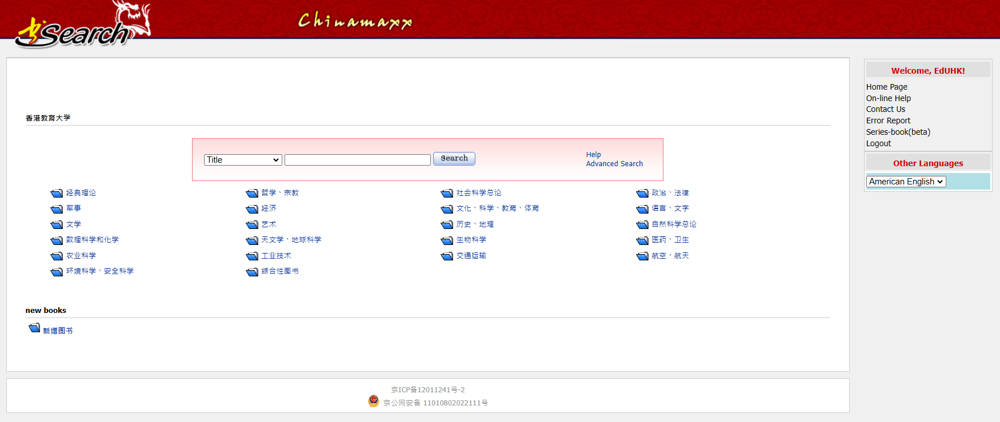 书Search
Chinamaxx
香港教育大学
Title
Search
Help
Advanced Search
经典理论 哲学、宗教 社会科学总论 政治、法律
军事 经济 文化、科学、教育、体育 语言、文字
文学 艺术 历史、地理 自然科学总论
数理科学和化学 天文学、地球科学 生物科学 医药、卫生
农业科学 工业技术 交通运输 航空、航天
环境科学、安全科学 综合性图书
new books
新增图书
京ICP备12011241号-2
京公网安备 11010802022111号
Welcome, EdUHK!
Home Page
On-line Help
Contact Us
Error Report
Series-book(beta)
Logout
Other Languages
American English